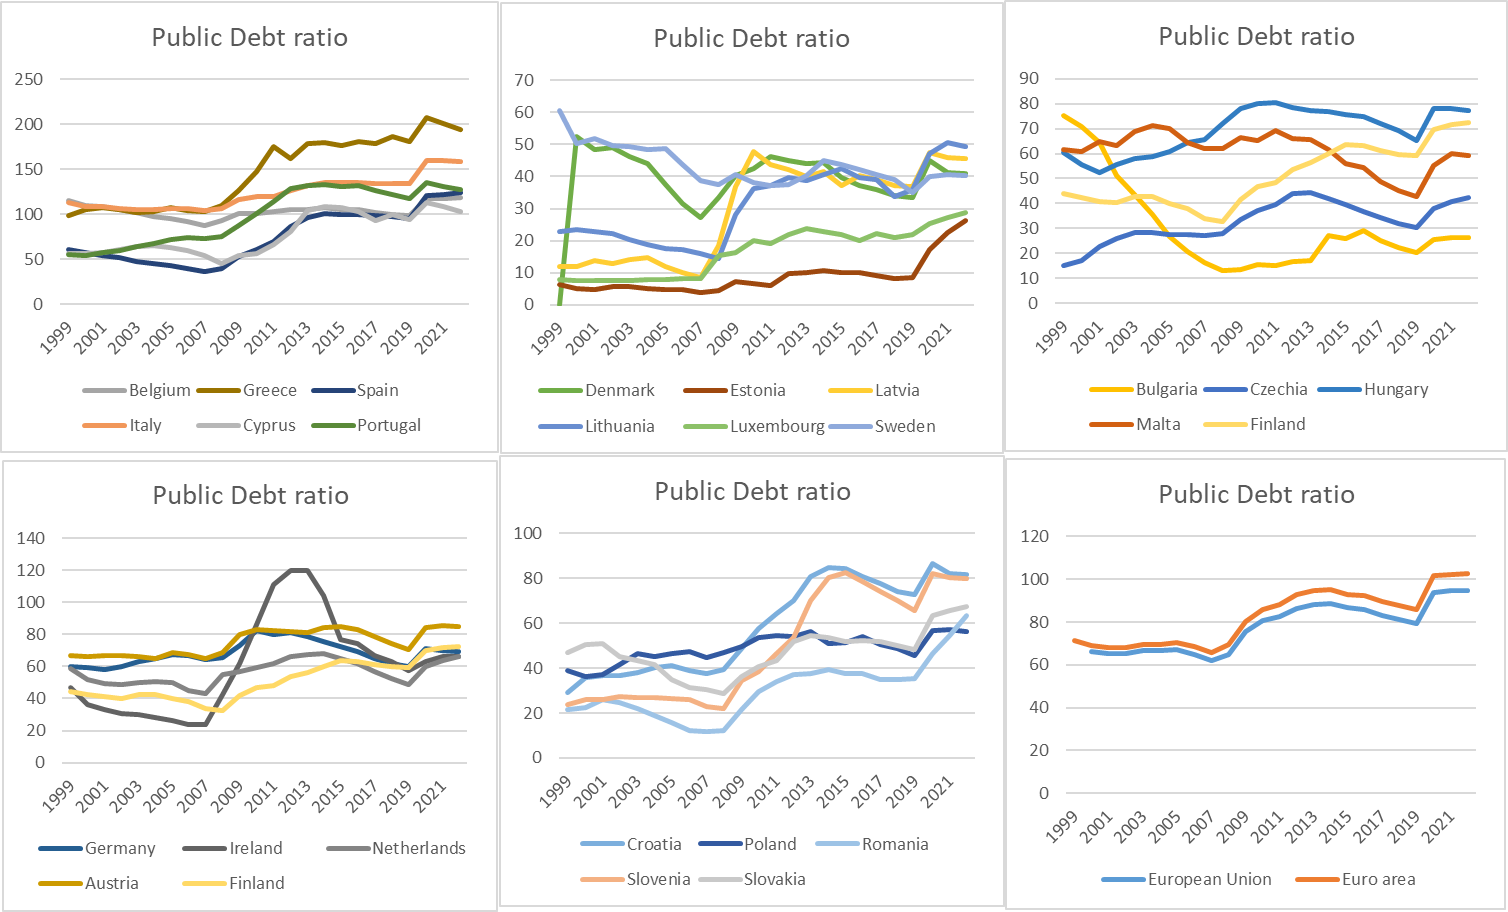 Public Debt ratio
250
200
150
100
50
0
1999 2001 2003 2005 2007 2009 2011 2013 2015 2017 2019 2021
Belgium Greece Spain
Italy Cyprus Portugal
Public Debt ratio
70
60
50
40
30
20
10
0
1999 2001 2003 2005 2007 2009 2011 2013 2015 2017 2019 2021
Denmark Estonia Latvia
Lithuania Luxembourg Sweden
Public Debt ratio
90
80
70
60
50
40
30
20
10
0
1999 2001 2003 2005 2007 2009 2011 2013 2015 2017 2019 2021
Bulgaria Czechia Hungary
Malta Finland
Public Debt ratio
140
120
100
80
60
40
20
0
1999 2001 2003 2005 2007 2009 2011 2013 2015 2017 2019 2021
Germany Ireland Netherlands
Austria Finland
Public Debt ratio
100
80
60
40
20
0
1999 2001 2003 2005 2007 2009 2011 2013 2015 2017 2019 2021
Croatia Poland Romania
Slovenia Slovakia
Public Debt ratio
120
100
80
60
40
20
0
1999 2001 2003 2005 2007 2009 2011 2013 2015 2017 2019 2021
European Union Euro area